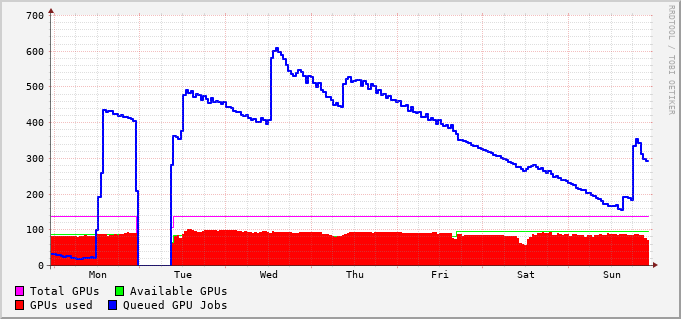 700
600
500
400
300
200
100
0
Mon Tue Wed Thu Fri Sat Sun
Total GPUs Available GPUs
GPUs used Queued GPU Jobs
RRDTOOL / TOBI OETIKER